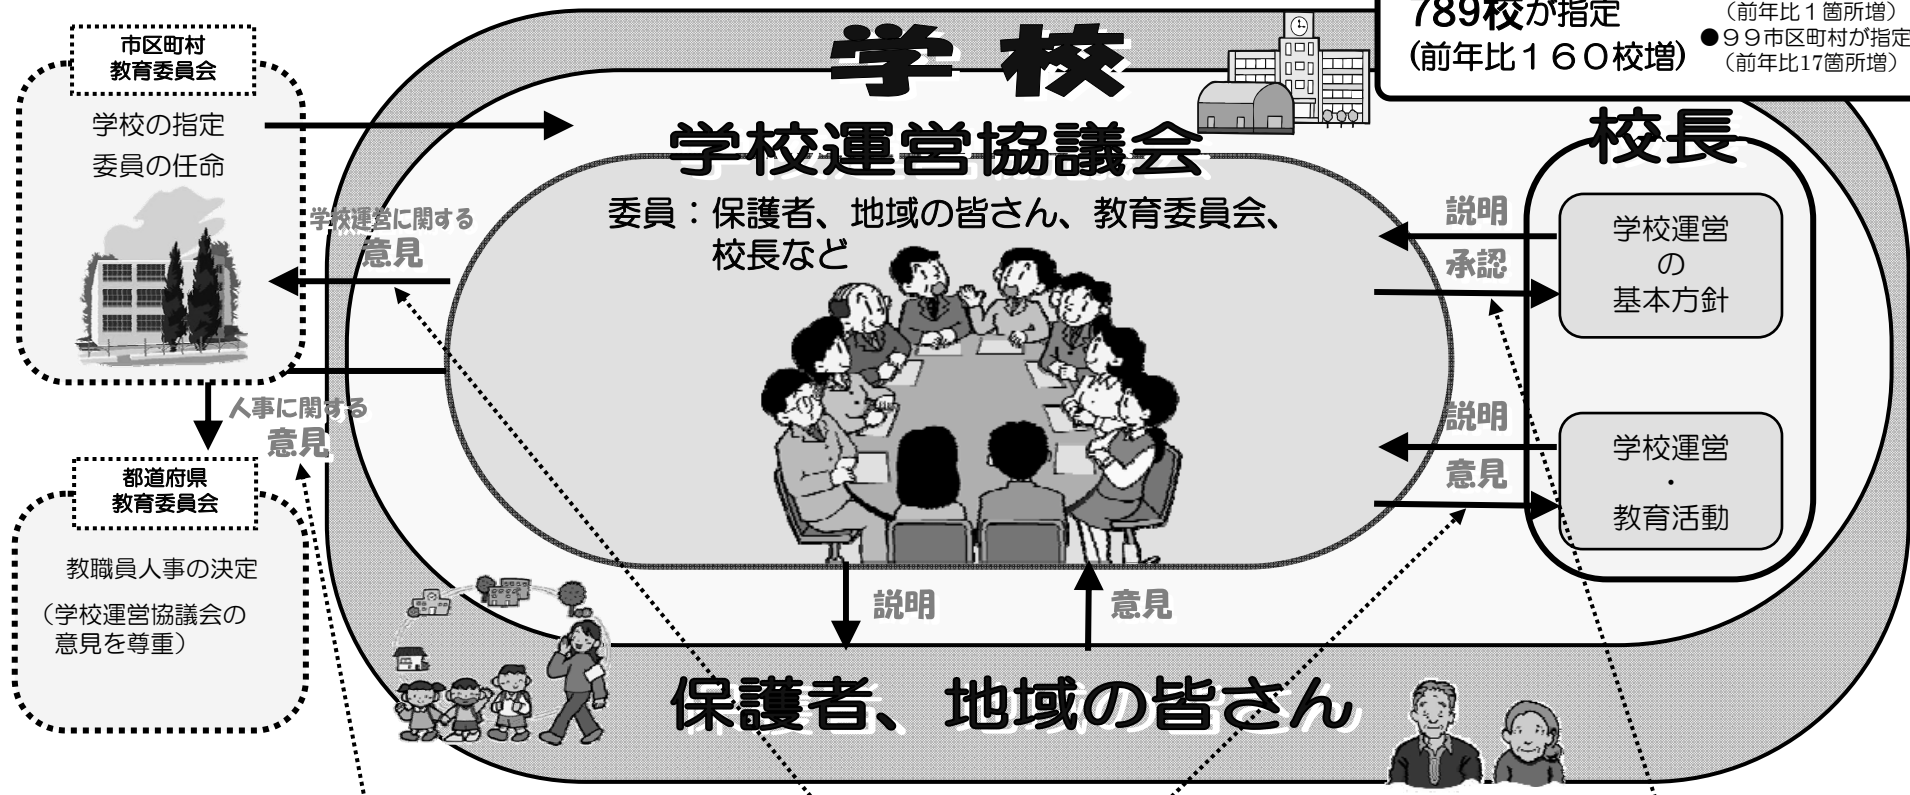 789校が指定
(前年比１６０校増)
（前年比１箇所増）
●９９市区町村が指定
（前年比17箇所増）
市区町村
教育委員会
学校の指定
委員の任命
学校運営に関する
意見
人事に関する
意見
都道府県
教育委員会
教職員人事の決定
（学校運営協議会の
意見を尊重）
学校
学校運営協議会
委員：保護者、地域の皆さん、教育委員会、
校長など
校長
説明
承認
学校運営
の
基本方針
説明
意見
学校運営
・
教育活動
説明
意見
保護者、地域の皆さん